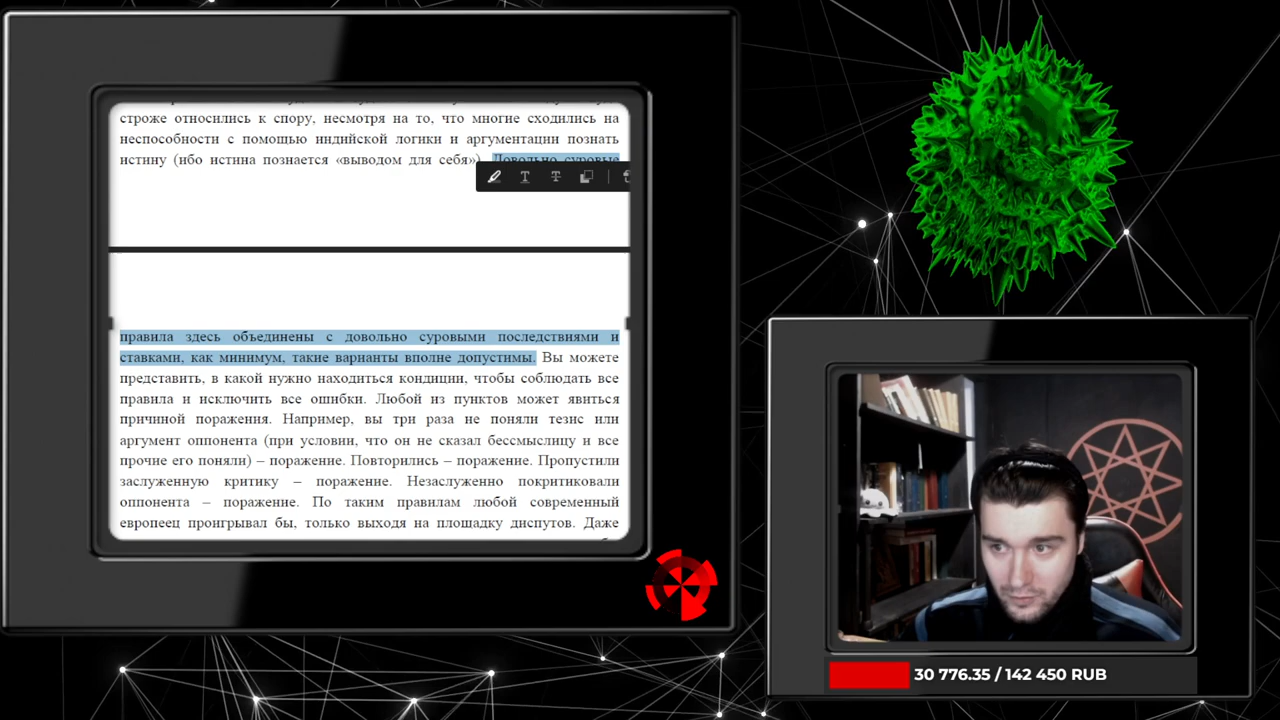 строже относились к спору, несмотря на то, что многие сходились на
неспособности с помощью индийской логики и аргументации познать
истину (ибо истина познается «выводом для себя»). Довольно суровые
правила здесь объединены с довольно суровыми последствиями и
ставками, как минимум, такие варианты вполне допустимы. Вы можете
представить, в какой нужно находиться кондиции, чтобы соблюдать все
правила и исключить все ошибки. Любой из пунктов может явиться
причиной поражения. Например, вы три раза не поняли тезис или
аргумент оппонента (при условии, что он не сказал бессмыслицу и все
прочие его поняли) – поражение. Повторились – поражение. Пропустили
заслуженную критику – поражение. Незаслуженно покритиковали
оппонента – поражение. По таким правилам любой современный
европеец проигрывал бы, только выходя на площадку диспутов. Даже
30 776.35 / 142 450 RUB